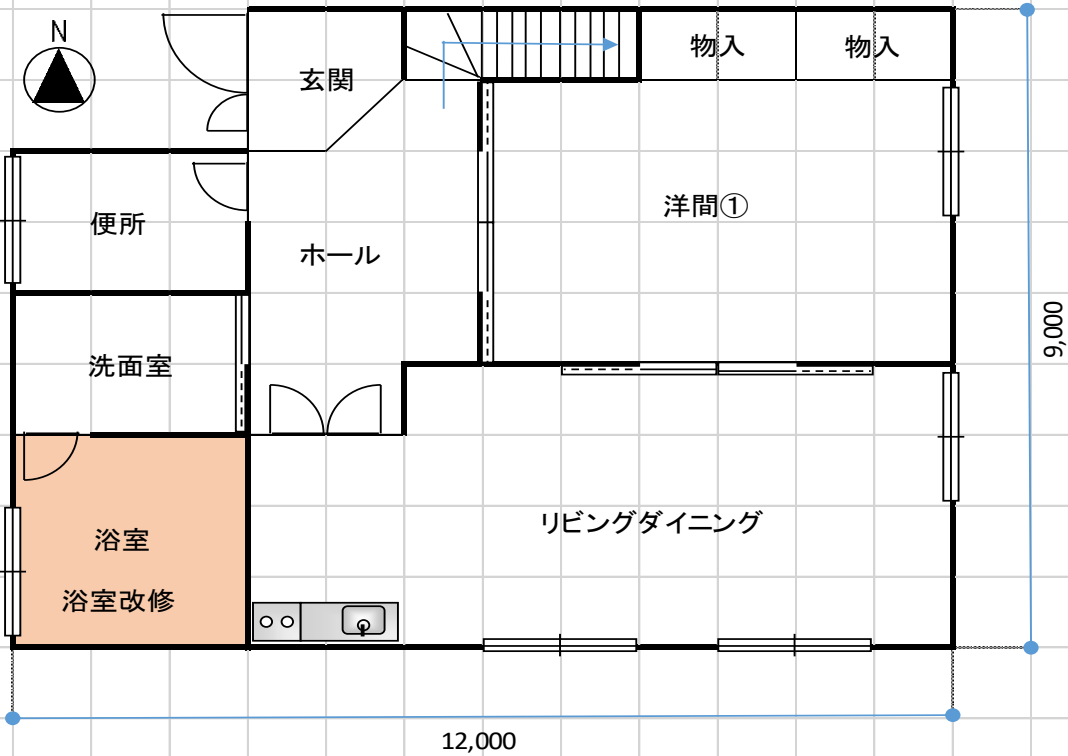 N
物入
物入
玄関
洋間①
便所
ホール
9,000
洗面室
リビングダイニング
浴室
浴室改修
12,000